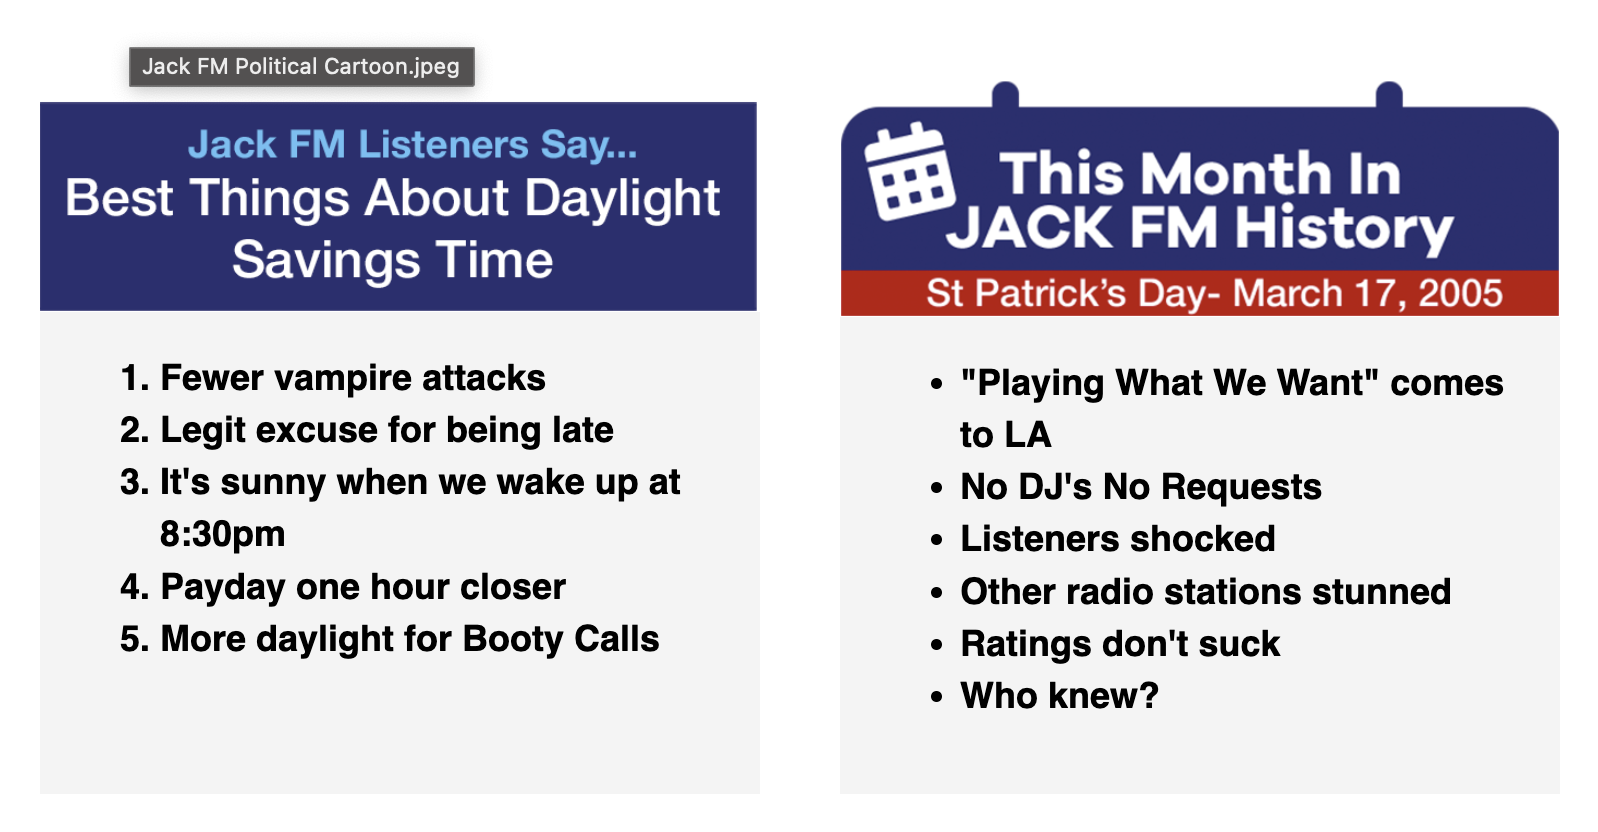 Jack FM Political Cartoon.jpeg
Jack FM Listeners Say...
Best Things About Daylight
Savings Time
1. Fewer vampire attacks
2. Legit excuse for being late
3. It's sunny when we wake up at
8:30pm
4. Payday one hour closer
5. More daylight for Booty Calls
This Month In
JACK FM History
St Patrick’s Day- March 17, 2005
• "Playing What We Want" comes
to LA
• No DJ's No Requests
• Listeners shocked
• Other radio stations stunned
• Ratings don't suck
• Who knew?